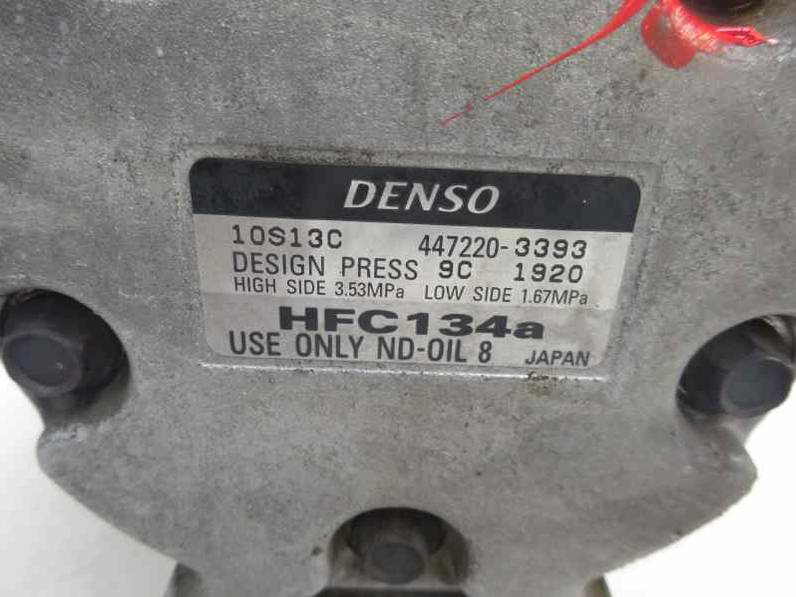 DENSO
10S13C 447220-3393
DESIGN PRESS 9C 1920
HIGH SIDE 3.53MPa LOW SIDE 1.67MPa
HFC134a
USE ONLY ND-OIL 8 JAPAN